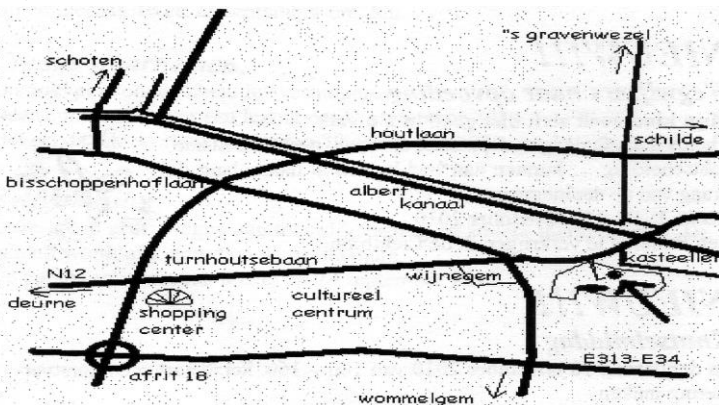 "s gravenwezel
schoten
houtlaan
schilde
bisschoppenhoflaan
albert
kanaal
turnhoutsebaan
kasteellei
N12
wijnegem
deurne
shopping
center
cultureel
centrum
E313-E34
afrit 18
wommelgem